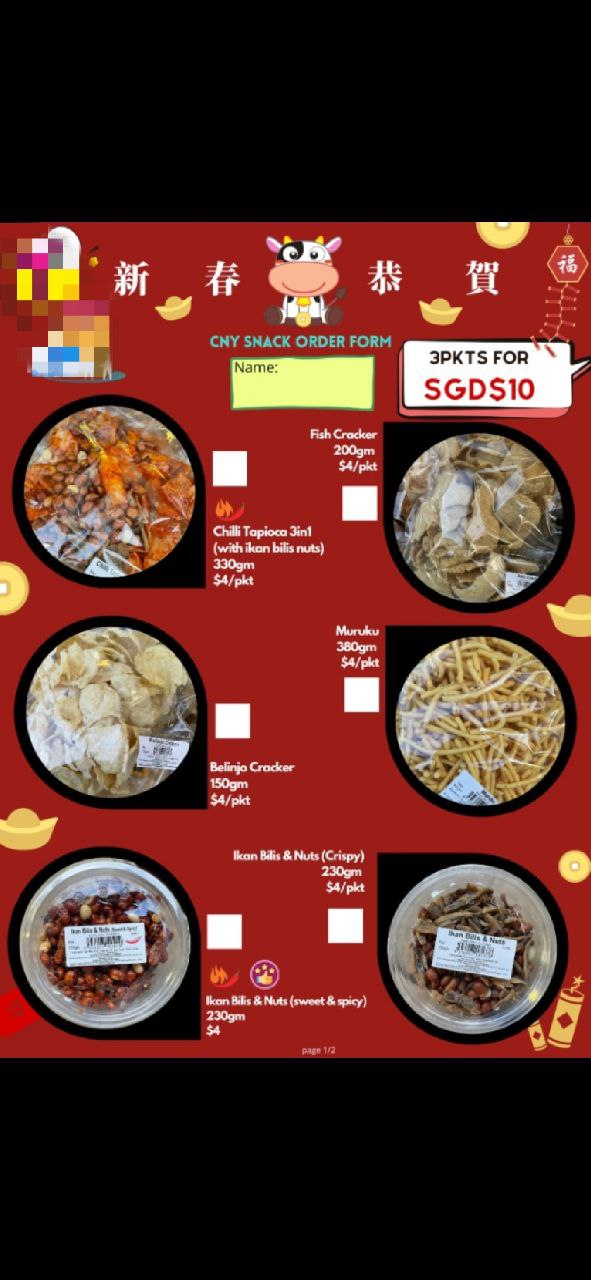 新 春 恭 賀
福
CNY SNACK ORDER FORM
Name:
3PKTS FOR
SGD$10
Chilli Tapioca 3in1
(with ikan bilis nuts)
330gm
$4/pkt
Fish Cracker
200gm
$4/pkt
Belinjo Cracker
150gm
$4/pkt
Muruku
380gm
$4/pkt
Ikan Bilis & Nuts (sweet & spicy)
230gm
$4
Ikan Bilis & Nuts (Crispy)
230gm
$4/pkt
Ikan Bilis & Nuts
Ikan Bilis & Nuts
page 1/2